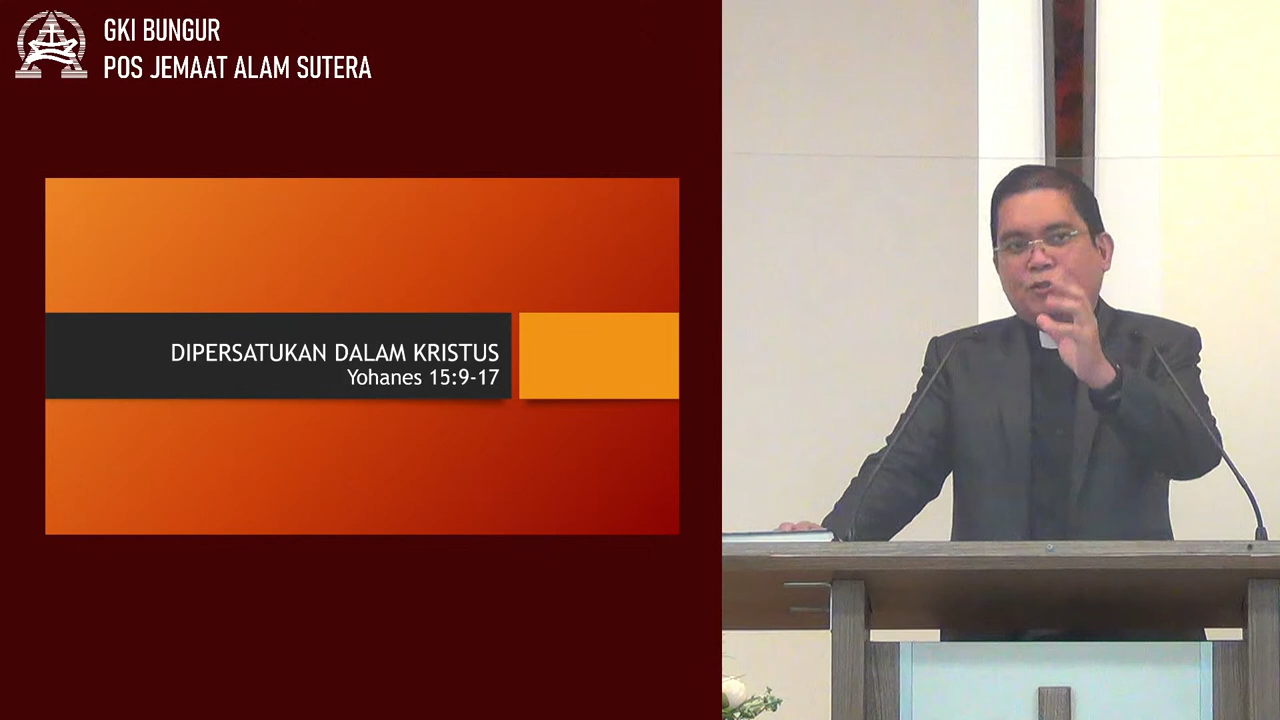 GKI BUNGUR
POS JEMAAT ALAM SUTERA
DIPERSATUKAN DALAM KRISTUS
Yohanes 15:9-17